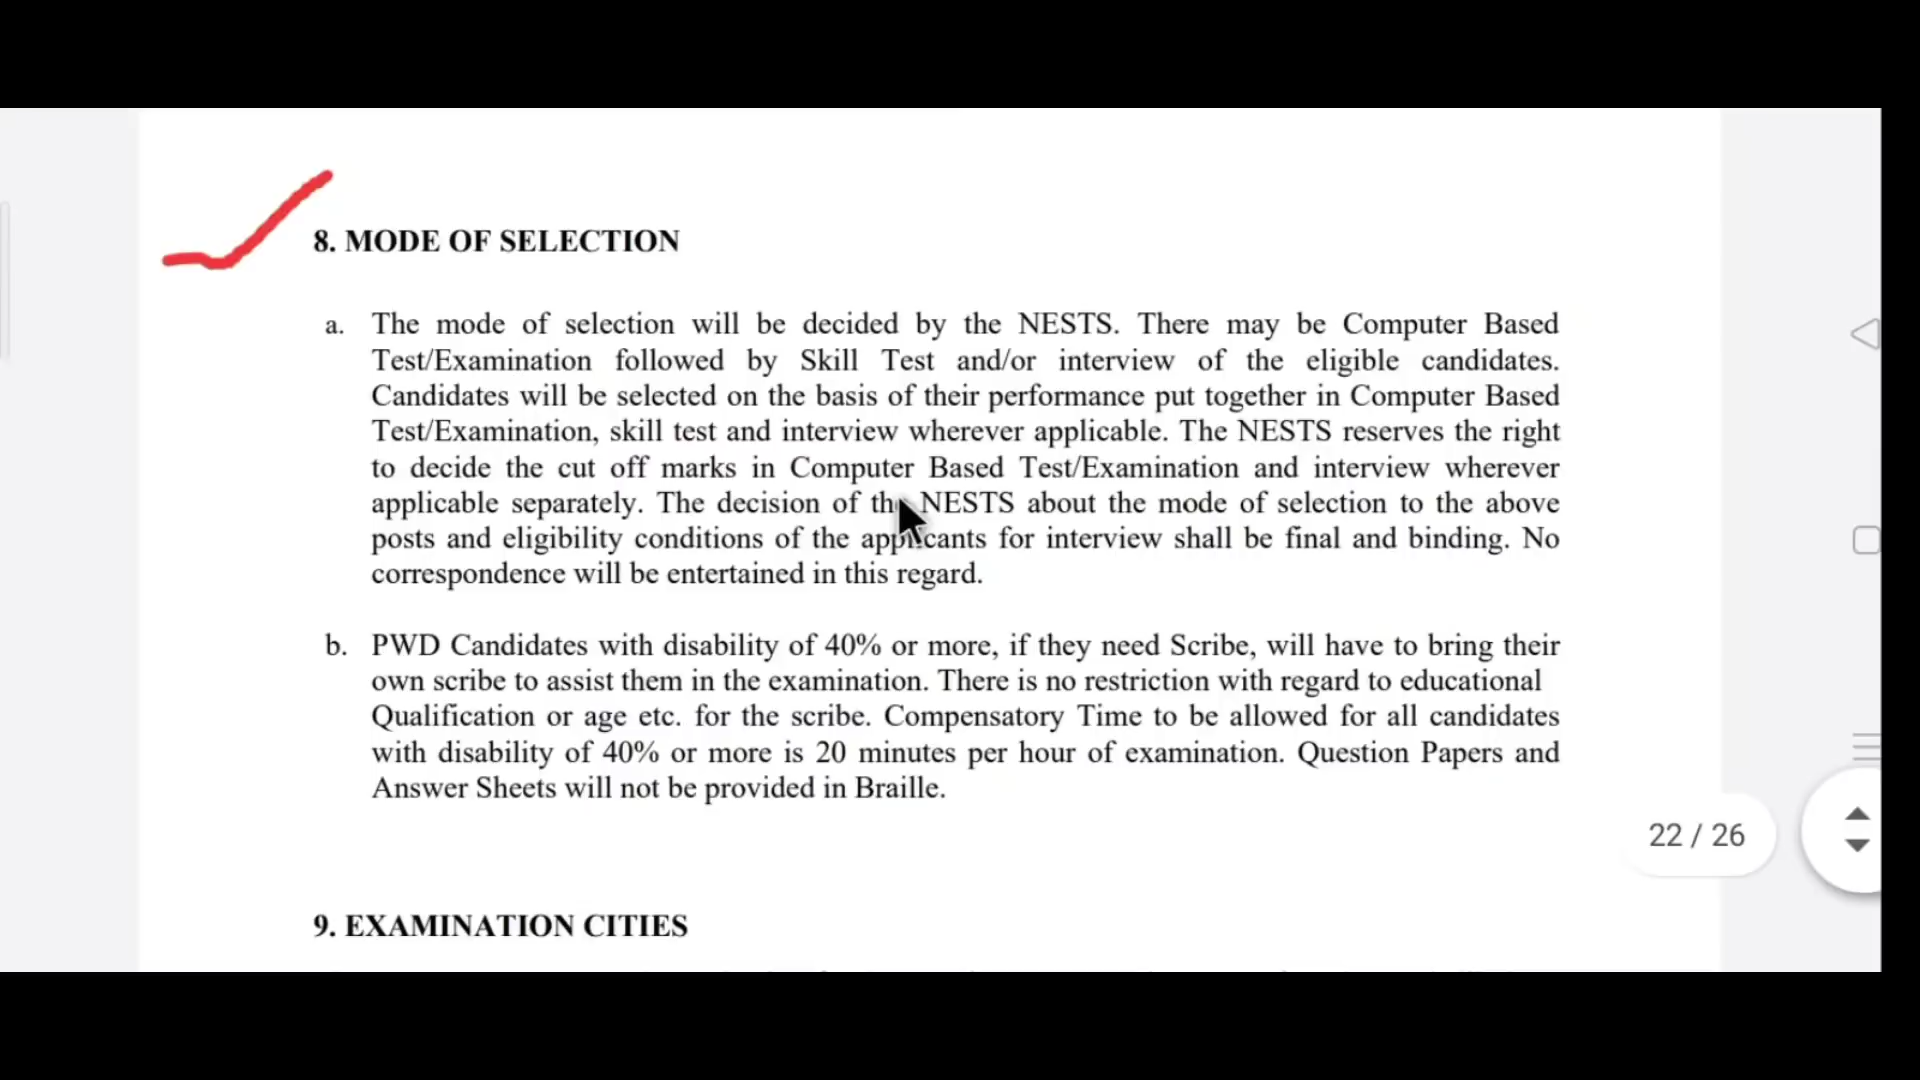 8. MODE OF SELECTION
a. The mode of selection will be decided by the NESTS. There may be Computer Based
Test/Examination followed by Skill Test and/or interview of the eligible candidates.
Candidates will be selected on the basis of their performance put together in Computer Based
Test/Examination, skill test and interview wherever applicable. The NESTS reserves the right
to decide the cut off marks in Computer Based Test/Examination and interview wherever
applicable separately. The decision of the NESTS about the mode of selection to the above
posts and eligibility conditions of the applicants for interview shall be final and binding. No
correspondence will be entertained in this regard.
b. PWD Candidates with disability of 40% or more, if they need Scribe, will have to bring their
own scribe to assist them in the examination. There is no restriction with regard to educational
Qualification or age etc. for the scribe. Compensatory Time to be allowed for all candidates
with disability of 40% or more is 20 minutes per hour of examination. Question Papers and
Answer Sheets will not be provided in Braille.
22 / 26
9. EXAMINATION CITIES